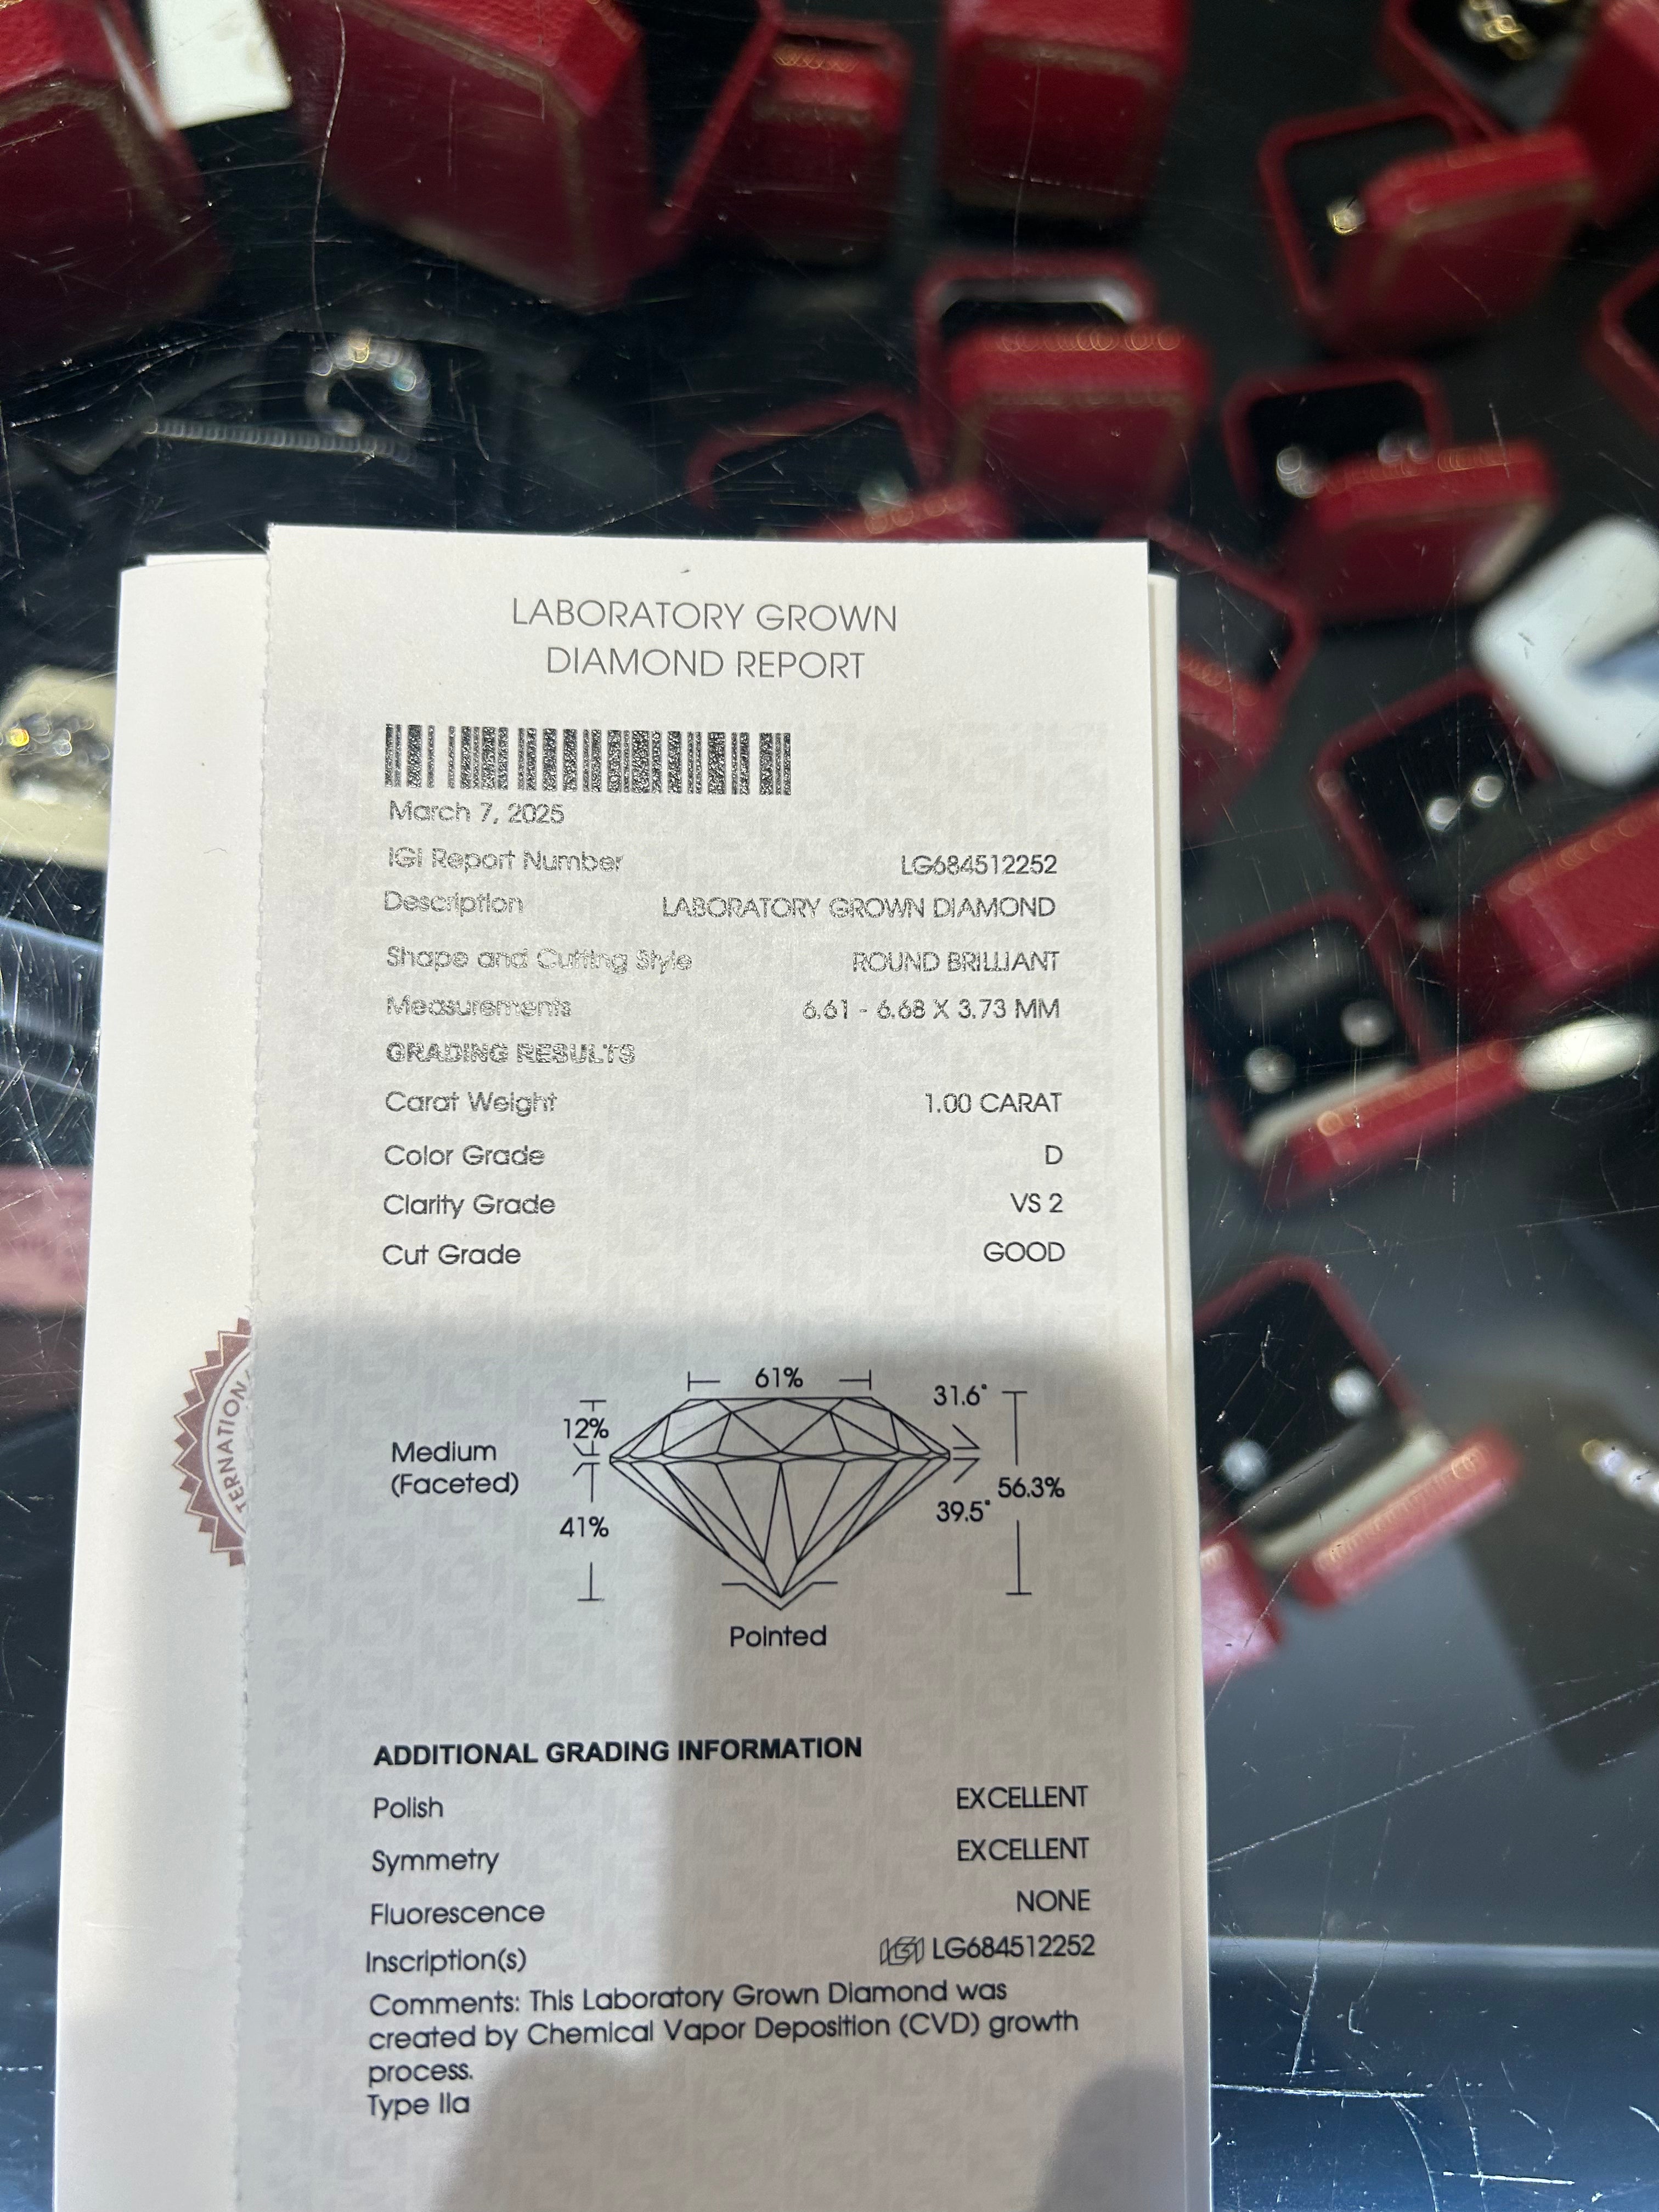 LABORATORY GROWN
DIAMOND REPORT
March 7, 2025
IGI Report Number LG684512252
Description LABORATORY GROWN DIAMOND
Shape and Cutting Style ROUND BRILLIANT
Measurements 6.61 - 6.68 X 3.73 MM
GRADING RESULTS
Carat Weight 1.00 CARAT
Color Grade D
Clarity Grade VS 2
Cut Grade GOOD
61%
31.6°
12%
Medium
(Faceted)
56.3%
39.5°
41%
Pointed
TERNATION
ADDITIONAL GRADING INFORMATION
Polish EXCELLENT
Symmetry EXCELLENT
Fluorescence NONE
Inscription(s) IGI LG684512252
Comments: This Laboratory Grown Diamond was
created by Chemical Vapor Deposition (CVD) growth
process.
Type IIa